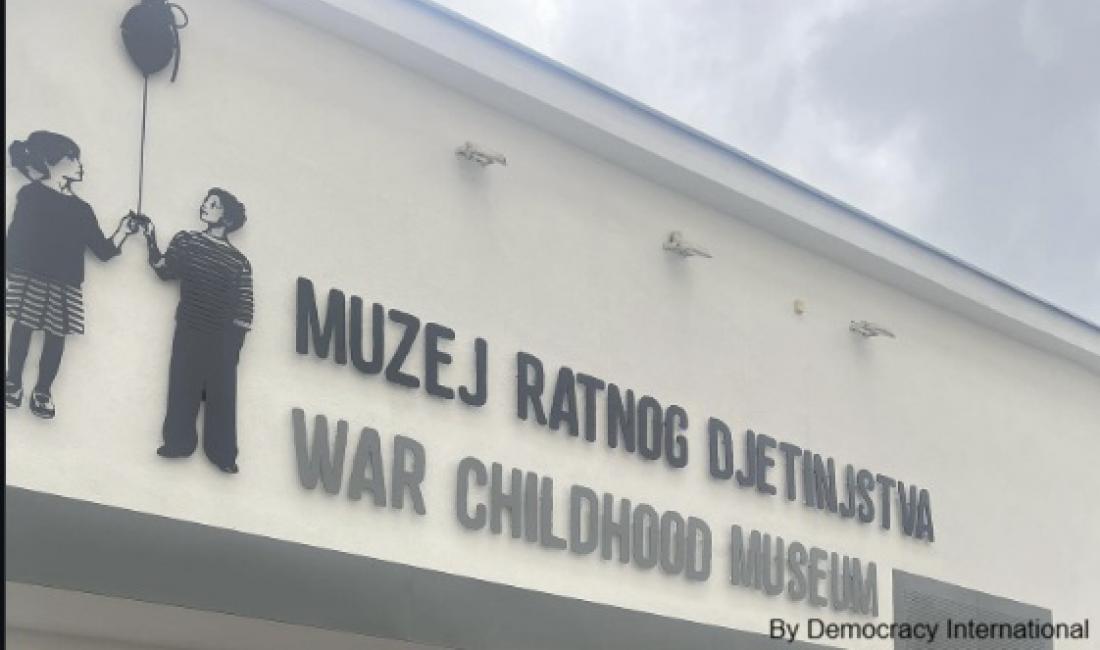 MUZEJ RATNOG DJETINJSTVA
WAR CHILDHOOD MUSEUM
By Democracy International